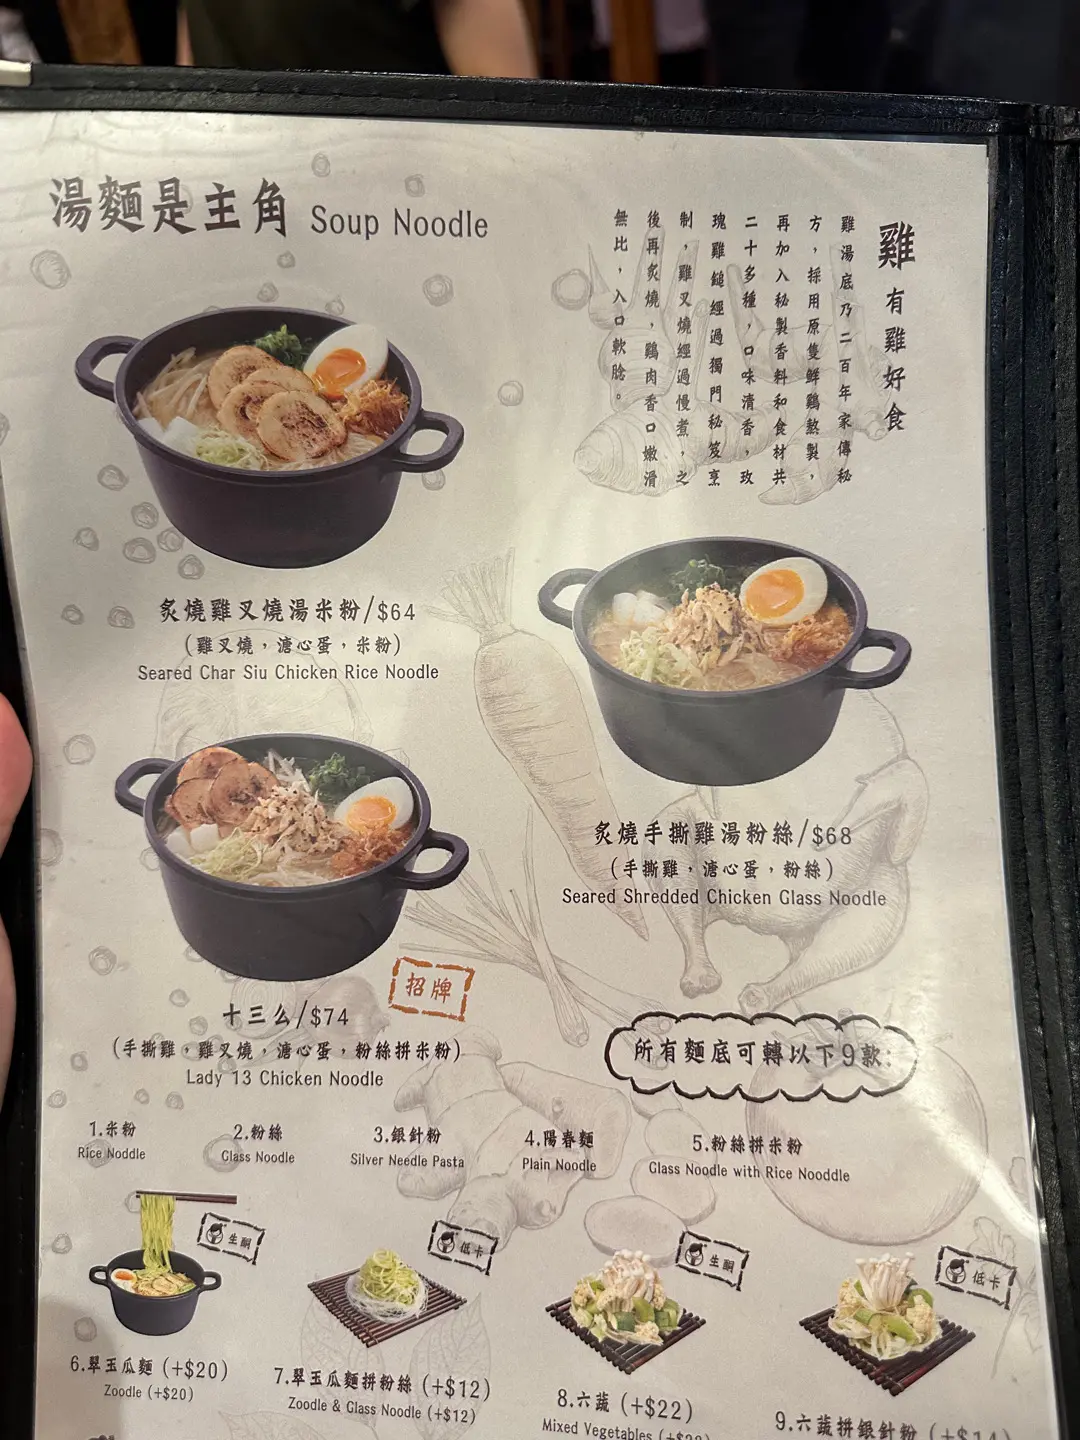 湯麵是主角 Soup Noodle
雞有雞好食
雞湯底乃二百年家傳秘
方，採用原隻鮮鷄熬製，
再加入秘製香料和食材共
二十多種，口味清香，玫
瑰雞鎚經過獨門秘笈烹
制，雞叉燒經過慢煮，之
後再炙燒，鷄肉香口嫩滑
無比，入口軟腍。
炙燒雞叉燒湯米粉/$64
(雞叉燒，溏心蛋，米粉)
Seared Char Siu Chicken Rice Noodle
炙燒手撕雞湯粉絲/$68
(手撕雞，溏心蛋，粉絲)
Seared Shredded Chicken Glass Noodle
招牌
十三么/$74
(手撕雞，雞叉燒，溏心蛋，粉絲拼米粉)
Lady 13 Chicken Noodle
所有麵底可轉以下9款:
1.米粉
Rice Noddle
2.粉絲
Glass Noodle
3.銀針粉
Silver Needle Pasta
4.陽春麵
Plain Noodle
5.粉絲拼米粉
Glass Noodle with Rice Nooddle
生酮
低卡
生酮
低卡
6.翠玉瓜麵 (+$20)
Zoodle (+$20)
7.翠玉瓜麵拼粉絲 (+$12)
Zoodle & Glass Noodle (+$12)
8.六蔬 (+$22)
Mixed Vegetables
9.六蔬拼銀針粉 (+$14)